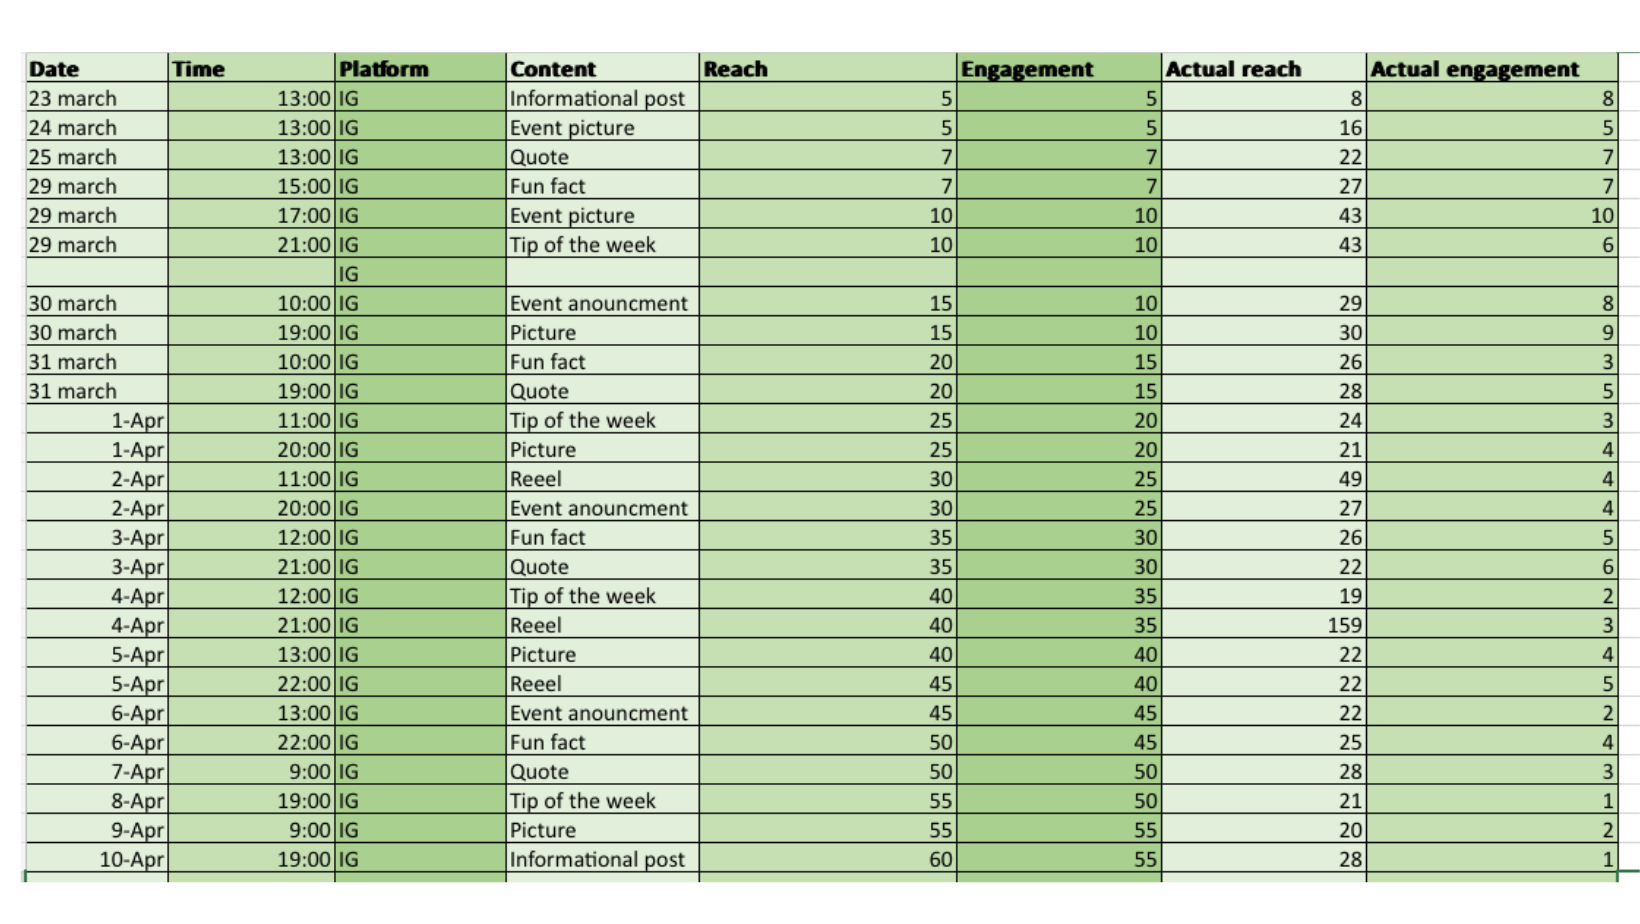 Date Time Platform Content Reach Engagement Actual reach Actual engagement
23 march 13:00 IG Informational post 5 5 8 8
24 march 13:00 IG Event picture 5 5 16 5
25 march 13:00 IG Quote 7 7 22 7
29 march 15:00 IG Fun fact 7 7 27 7
29 march 17:00 IG Event picture 10 10 43 10
29 march 21:00 IG Tip of the week 10 10 43 6
IG
30 march 10:00 IG Event anouncment 15 10 29 8
30 march 19:00 IG Picture 15 10 30 9
31 march 10:00 IG Fun fact 20 15 26 3
31 march 19:00 IG Quote 20 15 28 5
1-Apr 11:00 IG Tip of the week 25 20 24 3
1-Apr 20:00 IG Picture 25 20 21 4
2-Apr 11:00 IG Reeel 30 25 49 4
2-Apr 20:00 IG Event anouncment 30 25 27 4
3-Apr 12:00 IG Fun fact 35 30 26 5
3-Apr 21:00 IG Quote 35 30 22 6
4-Apr 12:00 IG Tip of the week 40 35 19 2
4-Apr 21:00 IG Reeel 40 35 159 3
5-Apr 13:00 IG Picture 40 40 22 4
5-Apr 22:00 IG Reeel 45 40 22 5
6-Apr 13:00 IG Event anouncment 45 45 22 2
6-Apr 22:00 IG Fun fact 50 45 25 4
7-Apr 9:00 IG Quote 50 50 28 3
8-Apr 19:00 IG Tip of the week 55 50 21 1
9-Apr 9:00 IG Picture 55 55 20 2
10-Apr 19:00 IG Informational post 60 55 28 1